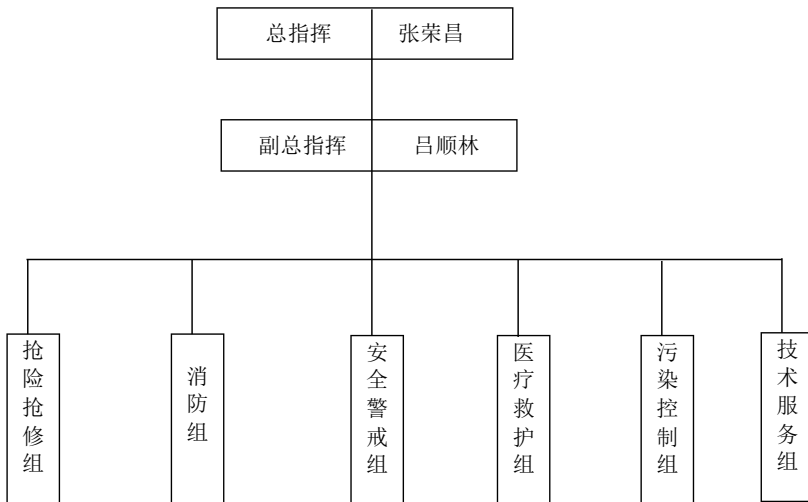 总指挥 张荣昌
副总指挥 吕顺林
抢险抢修组
消防组
安全警戒组
医疗救护组
污染控制组
技术服务组